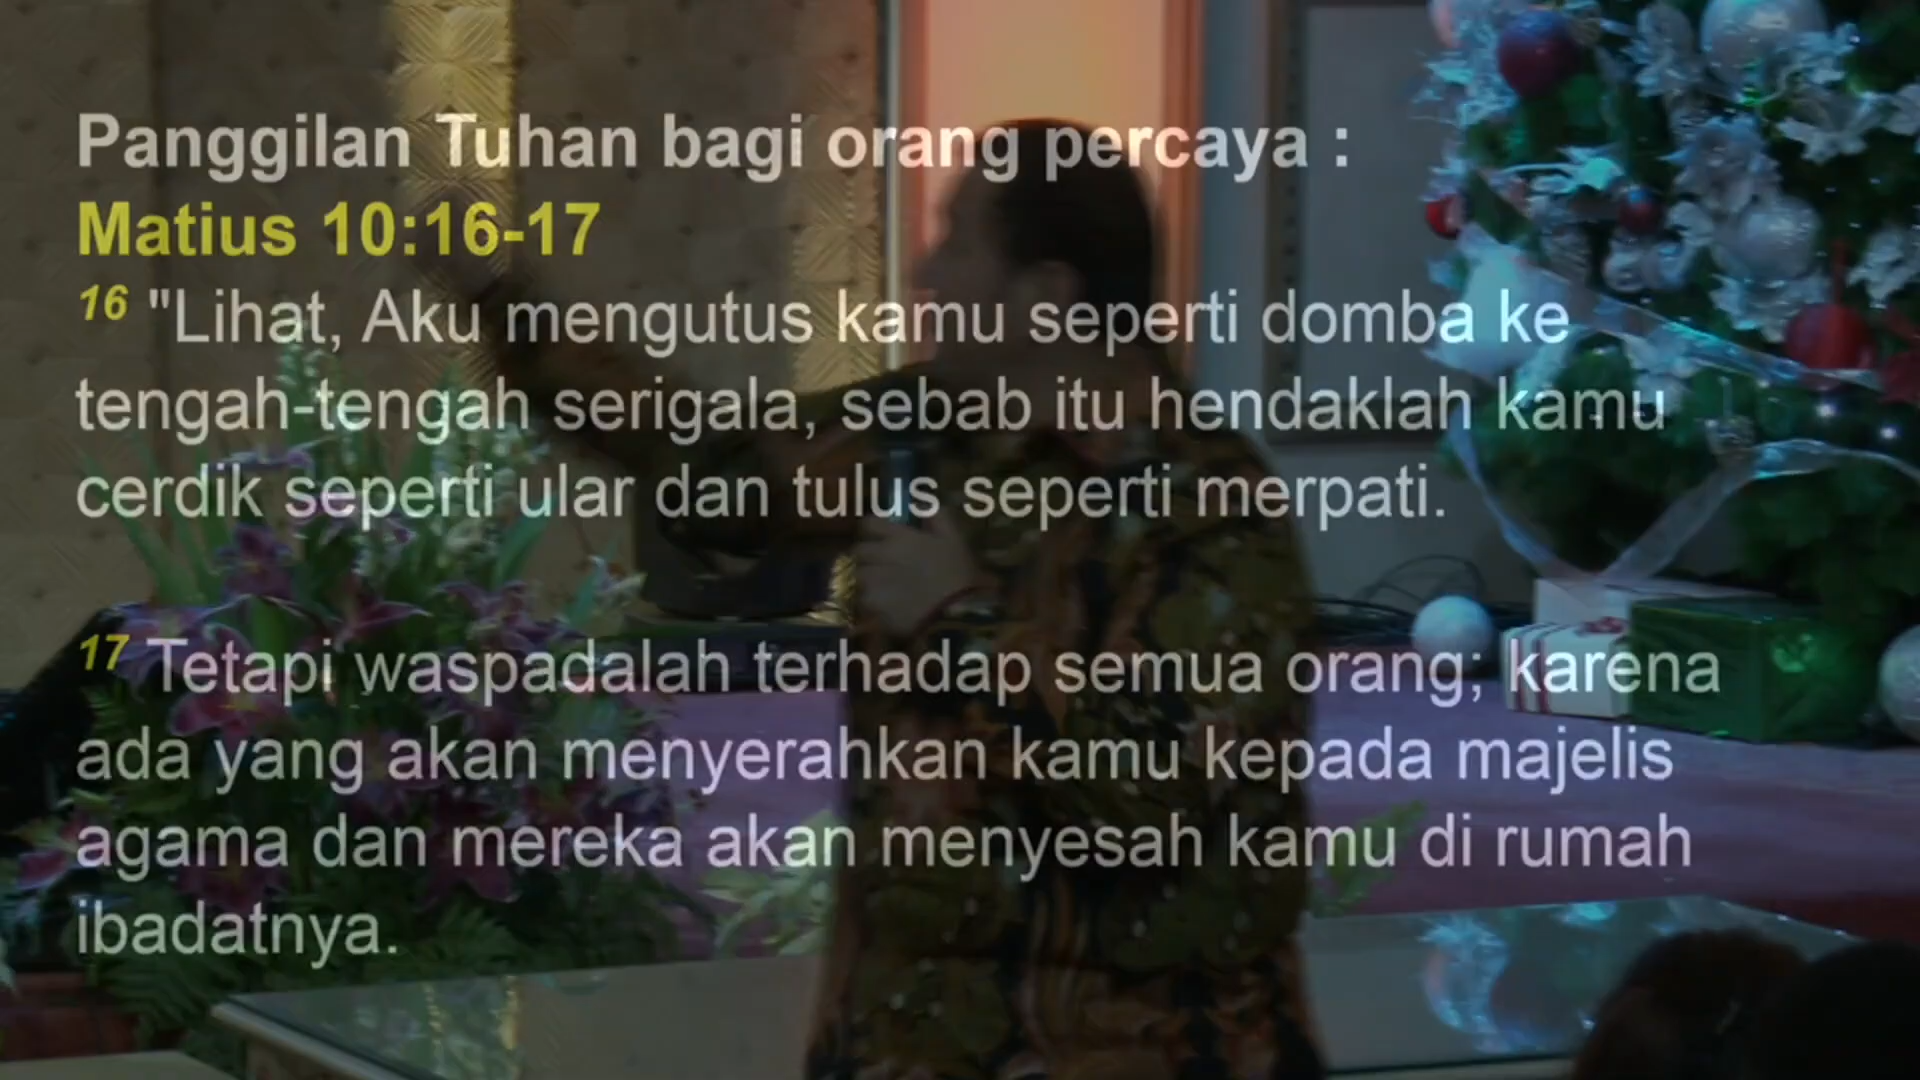 Panggilan Tuhan bagi orang percaya :
Matius 10:16-17
16 "Lihat, Aku mengutus kamu seperti domba ke
tengah-tengah serigala, sebab itu hendaklah kamu
cerdik seperti ular dan tulus seperti merpati.
17 Tetapi waspadalah terhadap semua orang; karena
ada yang akan menyerahkan kamu kepada majelis
agama dan mereka akan menyesah kamu di rumah
ibadatnya.